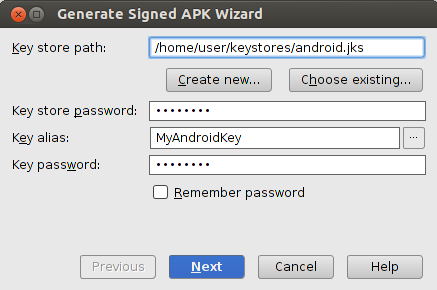 Generate Signed APK Wizard
Key store path: /home/user/keystores/android.jks
Create new... Choose existing...
Key store password: ••••••••
Key alias: MyAndroidKey ...
Key password: ••••••••
Remember password
Previous Next Cancel Help